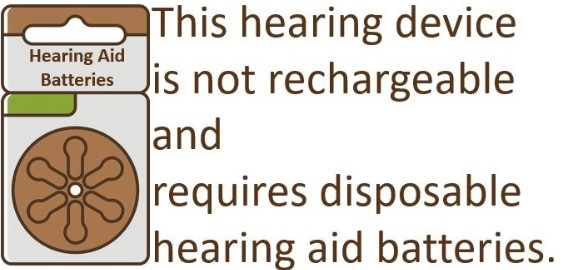 Hearing Aid
Batteries
This hearing device
is not rechargeable
and
requires disposable
hearing aid batteries.